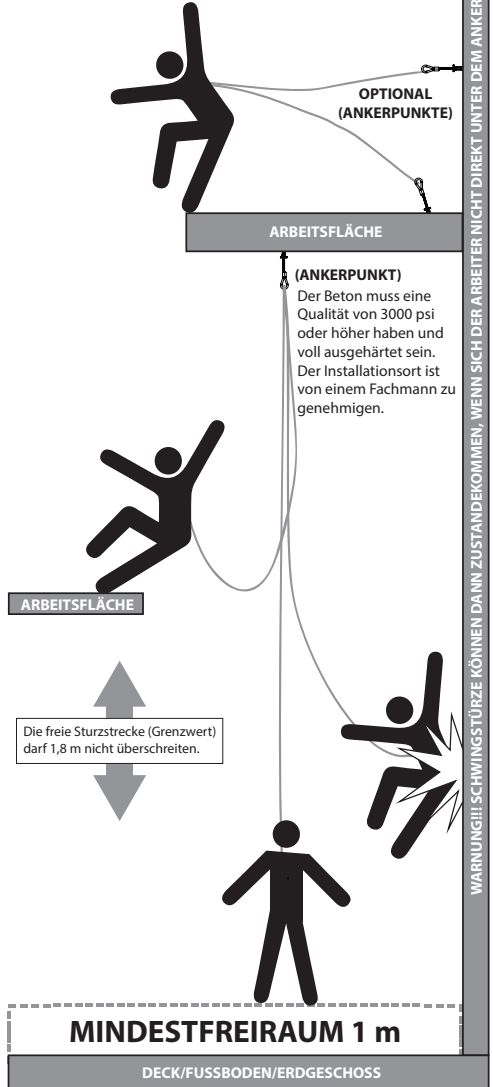 OPTIONAL
(ANKERPUNKTE)
ARBEITSFLÄCHE
(ANKERPUNKT)
Der Beton muss eine
Qualität von 3000 psi
oder höher haben und
voll ausgehärtet sein.
Der Installationsort ist
von einem Fachmann zu
genehmigen.
ARBEITSFLÄCHE
Die freie Sturzstrecke (Grenzwert)
darf 1,8 m nicht überschreiten.
WARNUNG!!! SCHWINGSTÜRZE KÖNNEN DANN ZUSTANDEKOMMEN, WENN SICH DER ARBEITER NICHT DIREKT UNTER DEM ANKER
MINDESTFREIRAUM 1 m
DECK/FUSSBODEN/ERDGESCHOSS